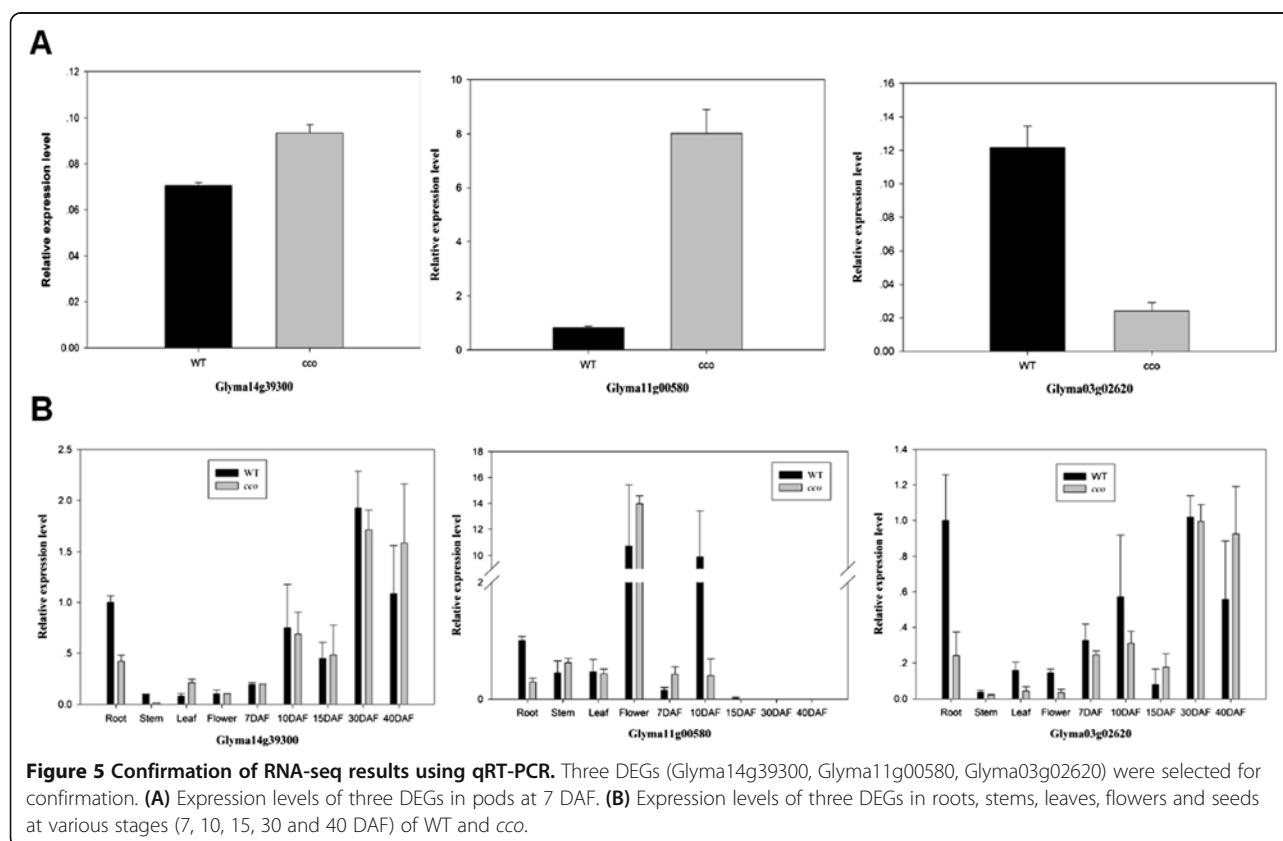 A
Relative expression level
.12
.10
.08
.06
.04
.02
0.00
WT
cco
Glyma14g39300
Relative expression level
10
8
6
4
2
0
WT
cco
Glyma11g00580
Relative expression level
.16
.14
.12
.10
.08
.06
.04
.02
0.00
WT
cco
Glyma03g02620
B
Relative expression level
2.5
2.0
1.5
1.0
.5
0.0
WT
cco
Root Stem Leaf Flower 7DAF 10DAF 15DAF 30DAF 40DAF
Glyma14g39300
Relative expression level
18
16
14
12
10
2
0
WT
cco
Root Stem Leaf Flower 7DAF 10DAF 15DAF 30DAF 40DAF
Glyma11g00580
Relative expression level
1.4
1.2
1.0
.8
.6
.4
.2
0.0
WT
cco
Root Stem Leaf Flower 7DAF 10DAF 15DAF 30DAF 40DAF
Glyma03g02620
Figure 5 Confirmation of RNA-seq results using qRT-PCR. Three DEGs (Glyma14g39300, Glyma11g00580, Glyma03g02620) were selected for
confirmation. (A) Expression levels of three DEGs in pods at 7 DAF. (B) Expression levels of three DEGs in roots, stems, leaves, flowers and seeds
at various stages (7, 10, 15, 30 and 40 DAF) of WT and cco.